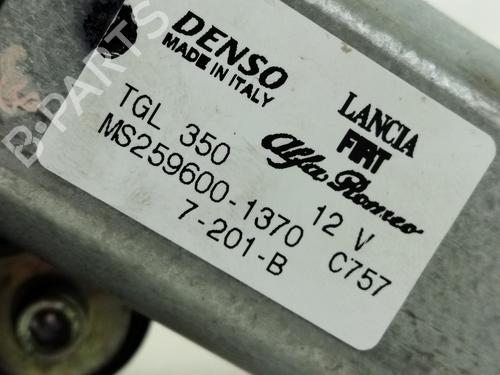 DENSO
MADE IN ITALY
LANCIA
FIAT
Alfa Romeo
TGL 350
MS259600-1370 12 V
7-201-B C757
B-PARTS